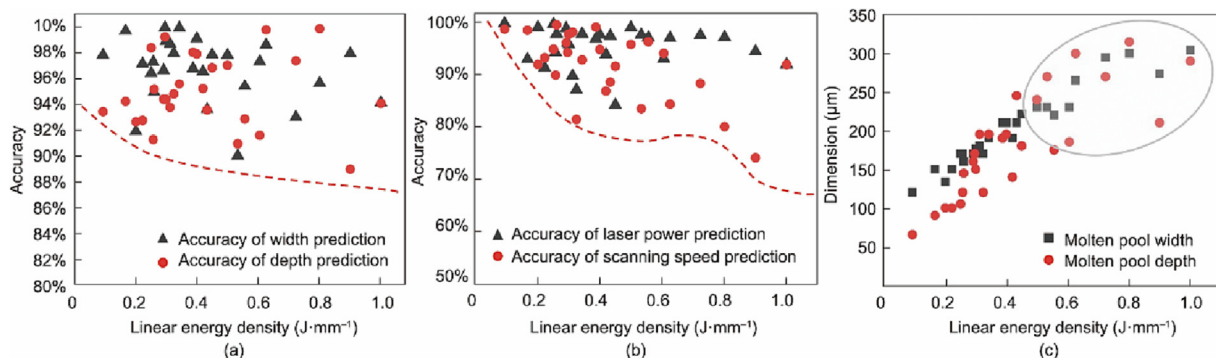 10%
98%
96%
94%
92%
90%
88%
86%
84%
82%
80%
Accuracy
▲ Accuracy of width prediction
● Accuracy of depth prediction
0 0.2 0.4 0.6 0.8 1.0
Linear energy density (J·mm⁻¹)
(a)
100%
90%
80%
70%
60%
50%
Accuracy
▲ Accuracy of laser power prediction
● Accuracy of scanning speed prediction
0 0.2 0.4 0.6 0.8 1.0
Linear energy density (J·mm⁻¹)
(b)
350
300
250
200
150
100
50
Dimension (μm)
■ Molten pool width
● Molten pool depth
0 0.2 0.4 0.6 0.8 1.0
Linear energy density (J·mm⁻¹)
(c)